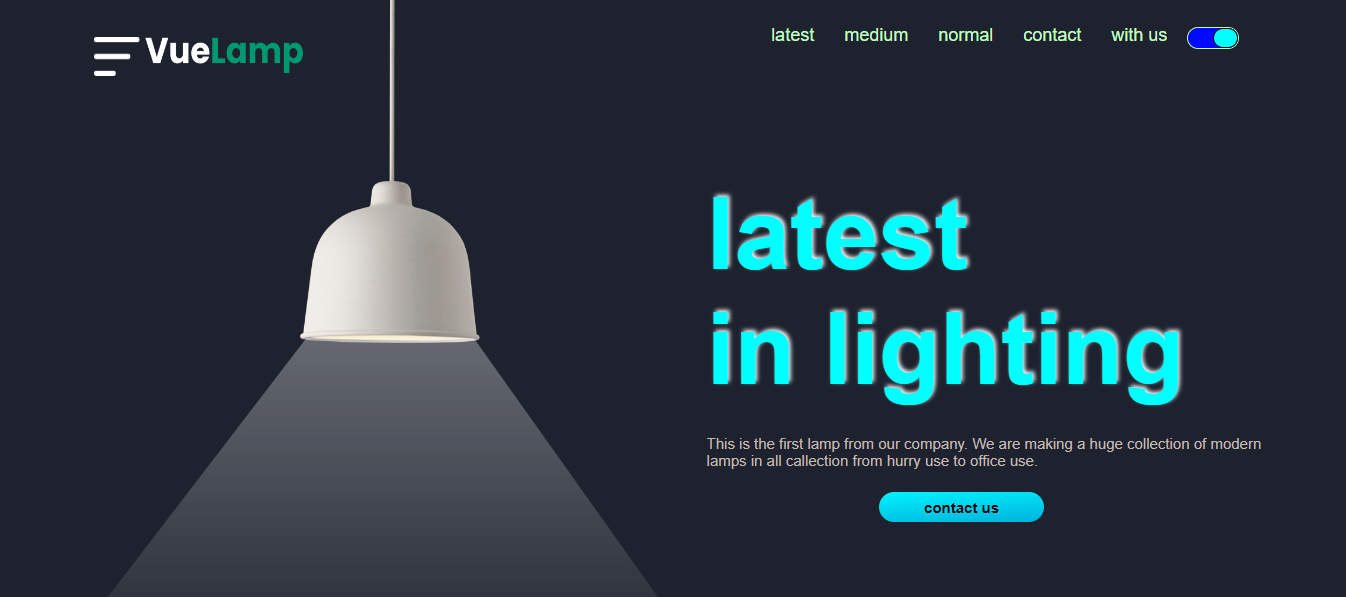 VueLamp
latest medium normal contact with us
latest
in lighting
This is the first lamp from our company. We are making a huge collection of modern
lamps in all callection from hurry use to office use.
contact us